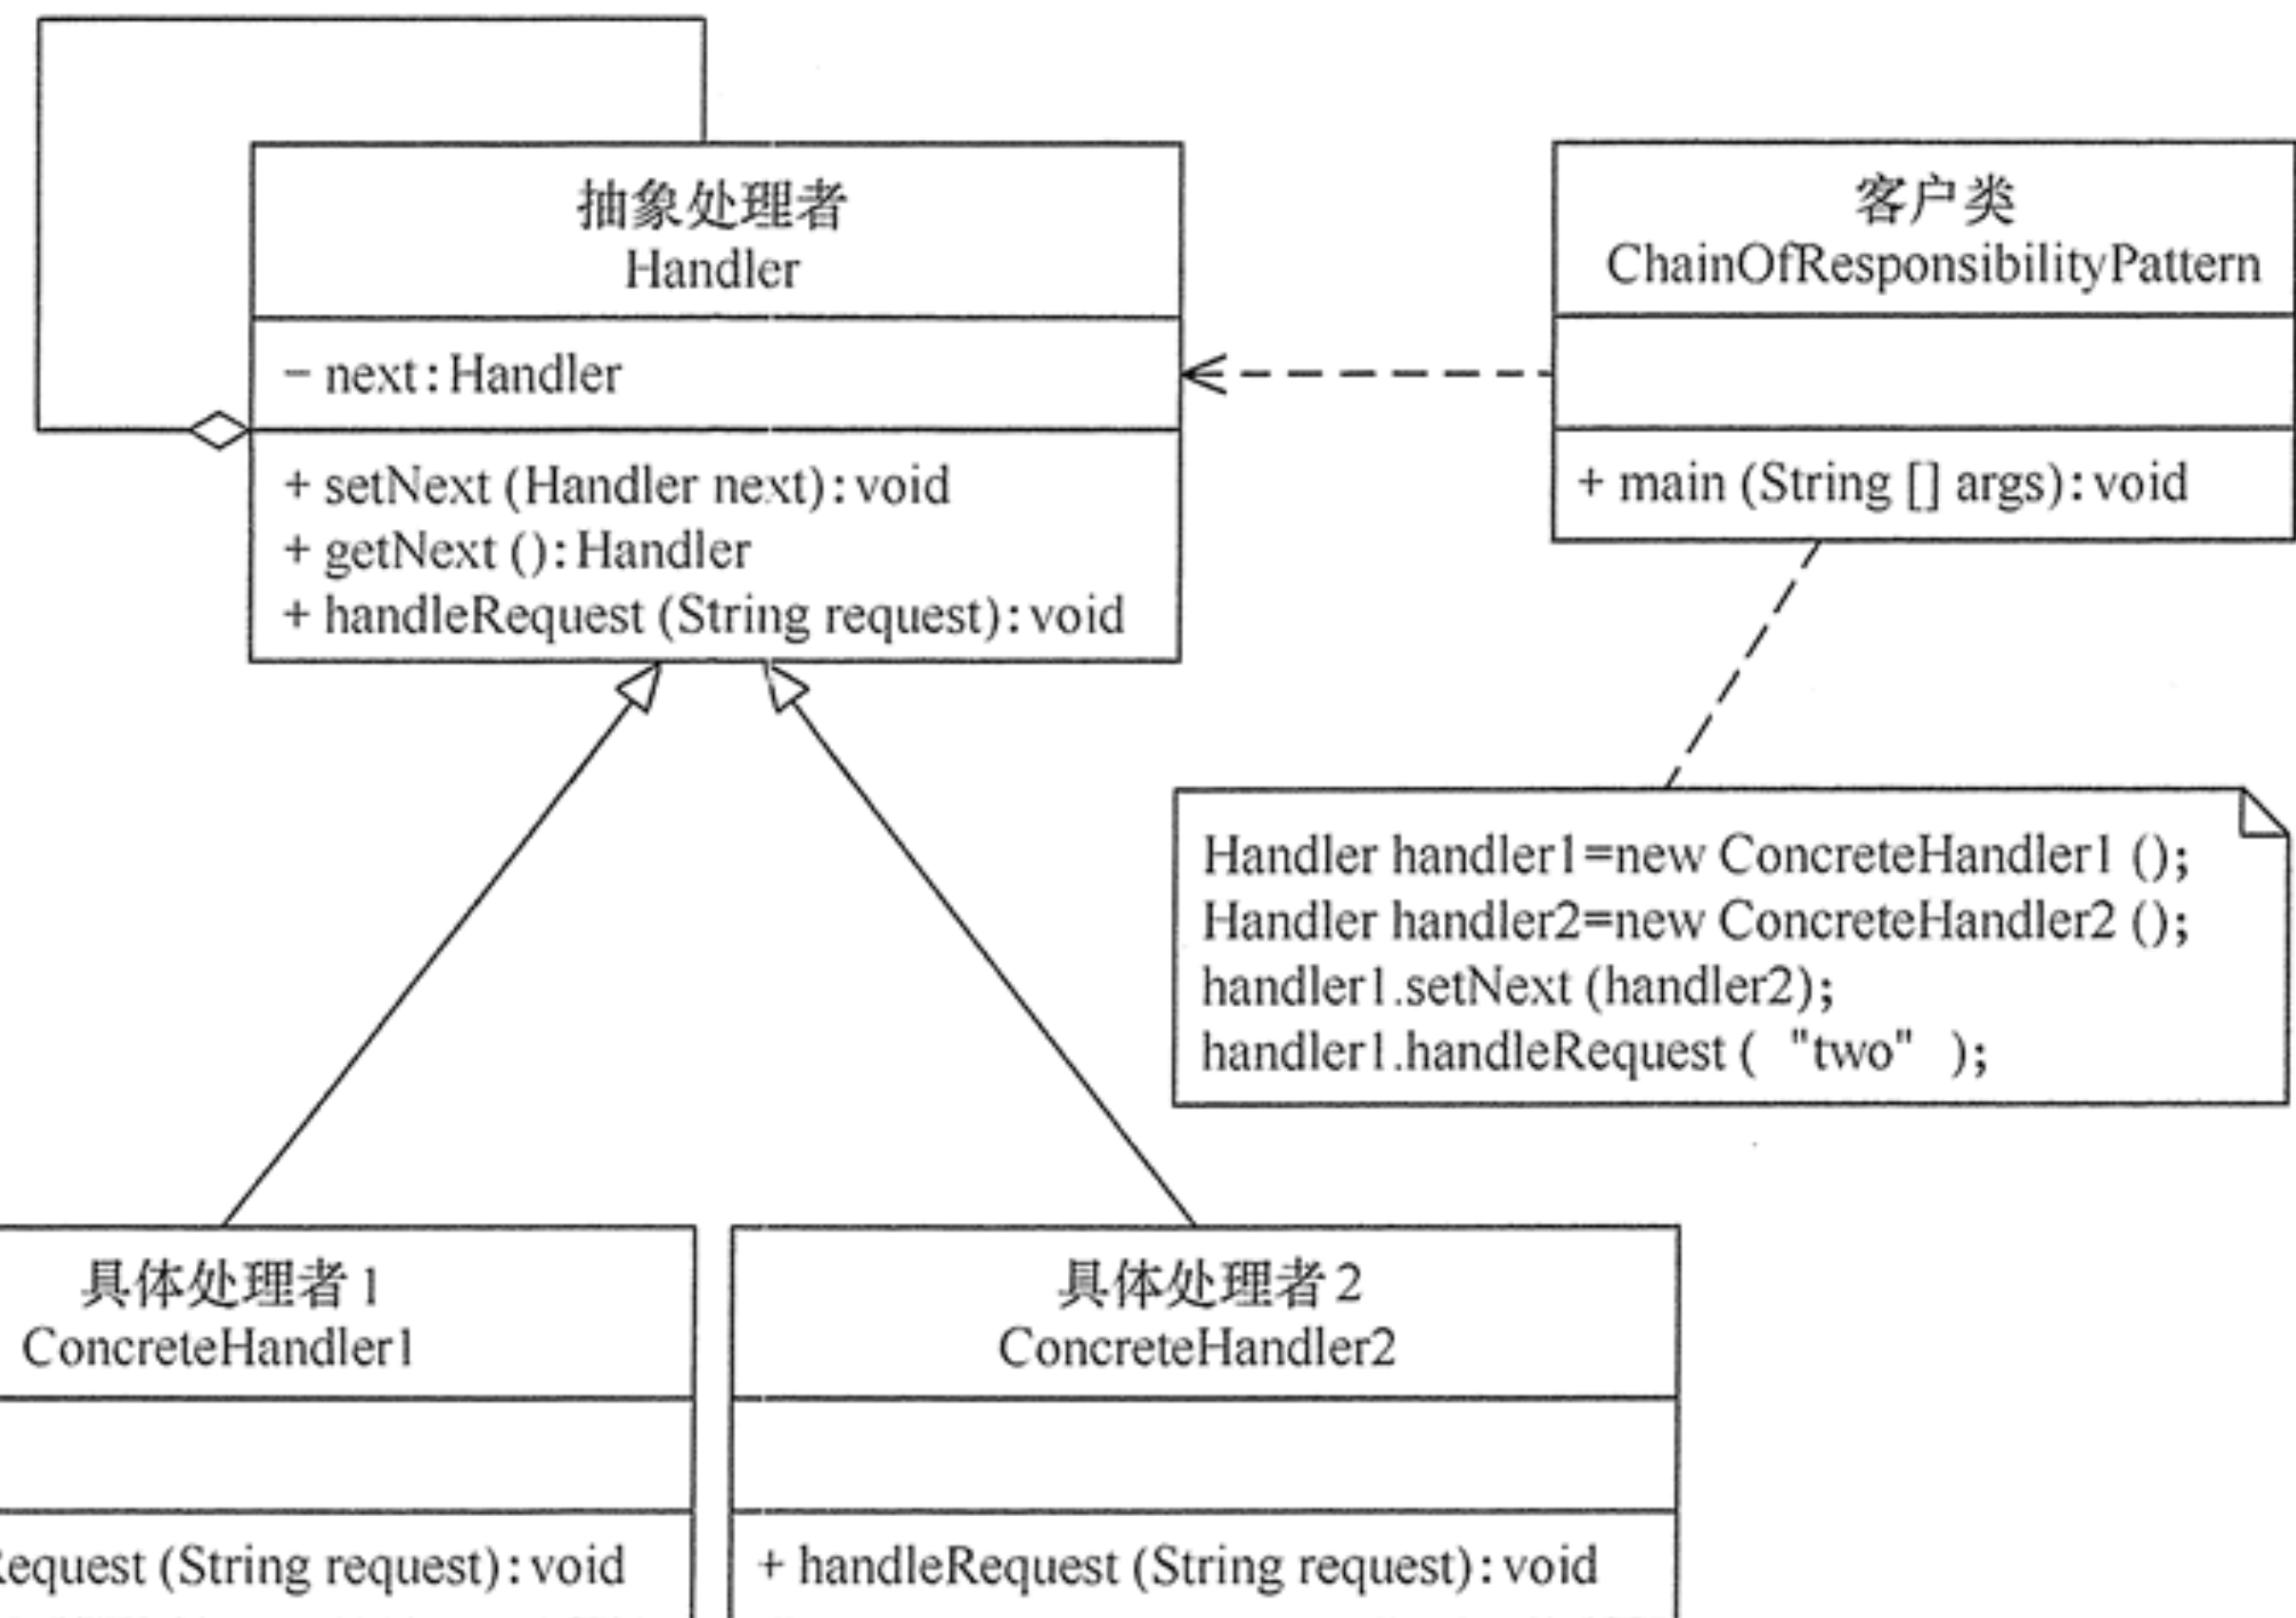 抽象处理者
Handler
− next:Handler
+ setNext (Handler next):void
+ getNext ():Handler
+ handleRequest (String request):void
客户类
ChainOfResponsibilityPattern
+ main (String [] args):void
Handler handler1=new ConcreteHandler1 ();
Handler handler2=new ConcreteHandler2 ();
handler1.setNext (handler2);
handler1.handleRequest ( "two" );
具体处理者1
ConcreteHandler1
(String request):void
具体处理者2
ConcreteHandler2
+ handleRequest (String request):void